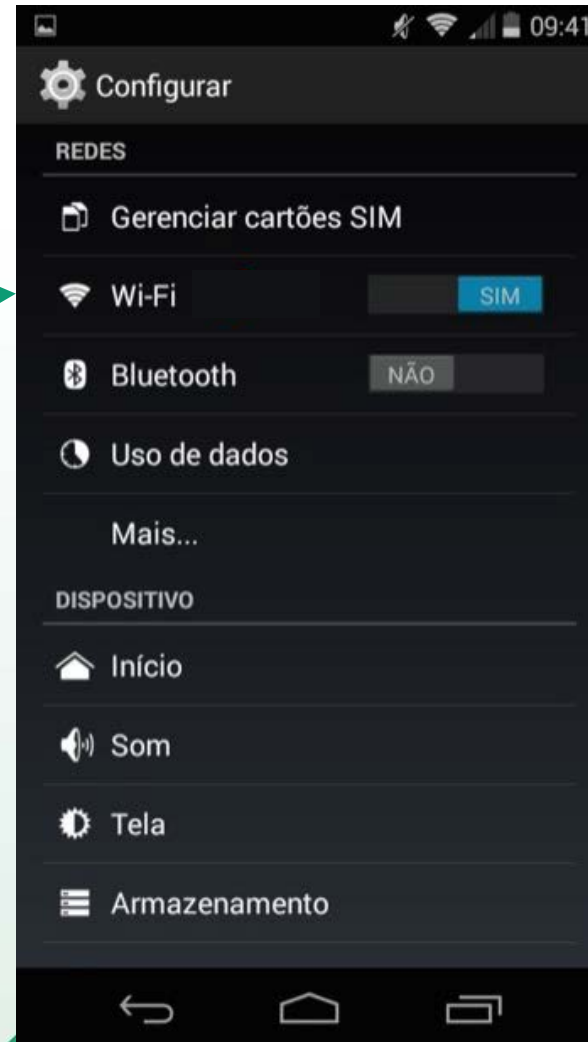 09:41
Configurar
REDES
Gerenciar cartões SIM
Wi-Fi SIM
Bluetooth NÃO
Uso de dados
Mais...
DISPOSITIVO
Início
Som
Tela
Armazenamento